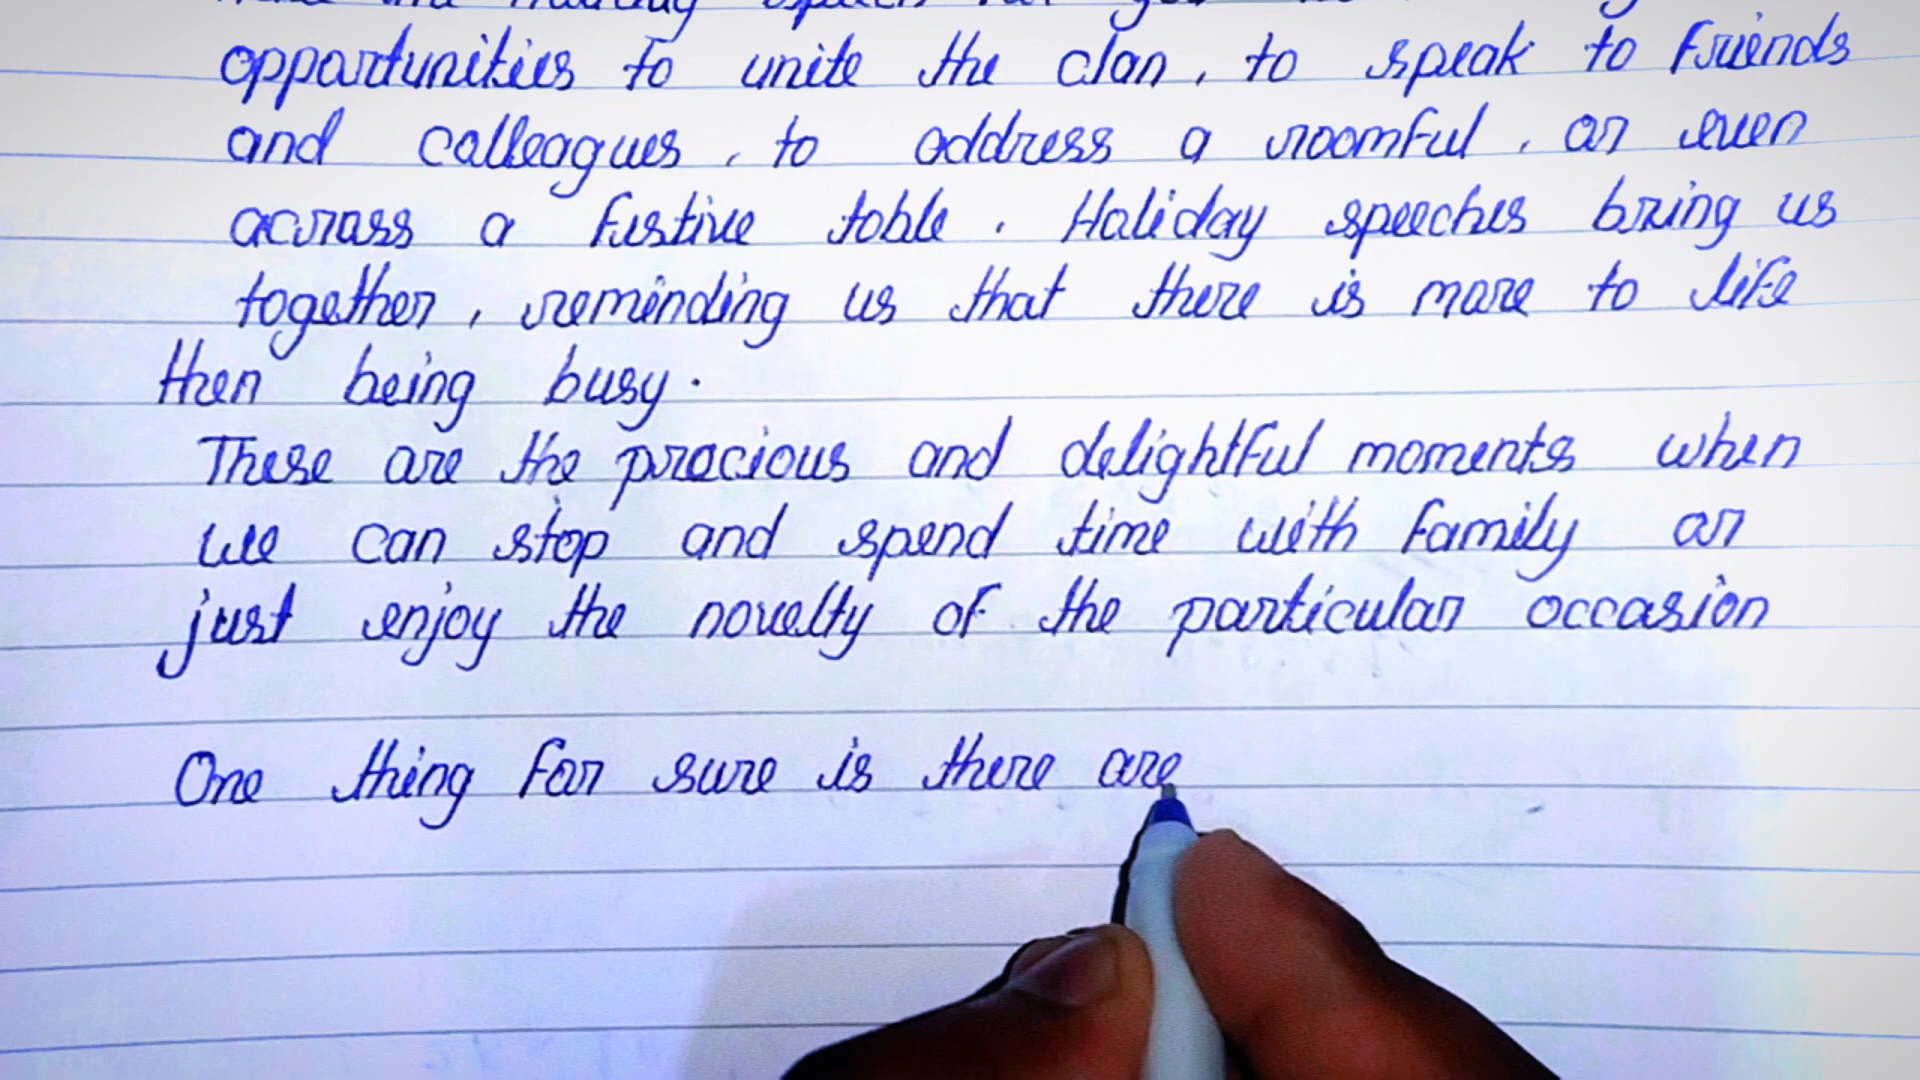 opportunities to unite the clan, to speak to friends
and colleagues, to address a roomful, or even
across a festive table. Holiday speeches bring us
together, reminding us that there is more to life
then being busy.
These are the precious and delightful moments when
we can stop and spend time with family or
just enjoy the novelty of the particular occasion
One thing for sure is there are